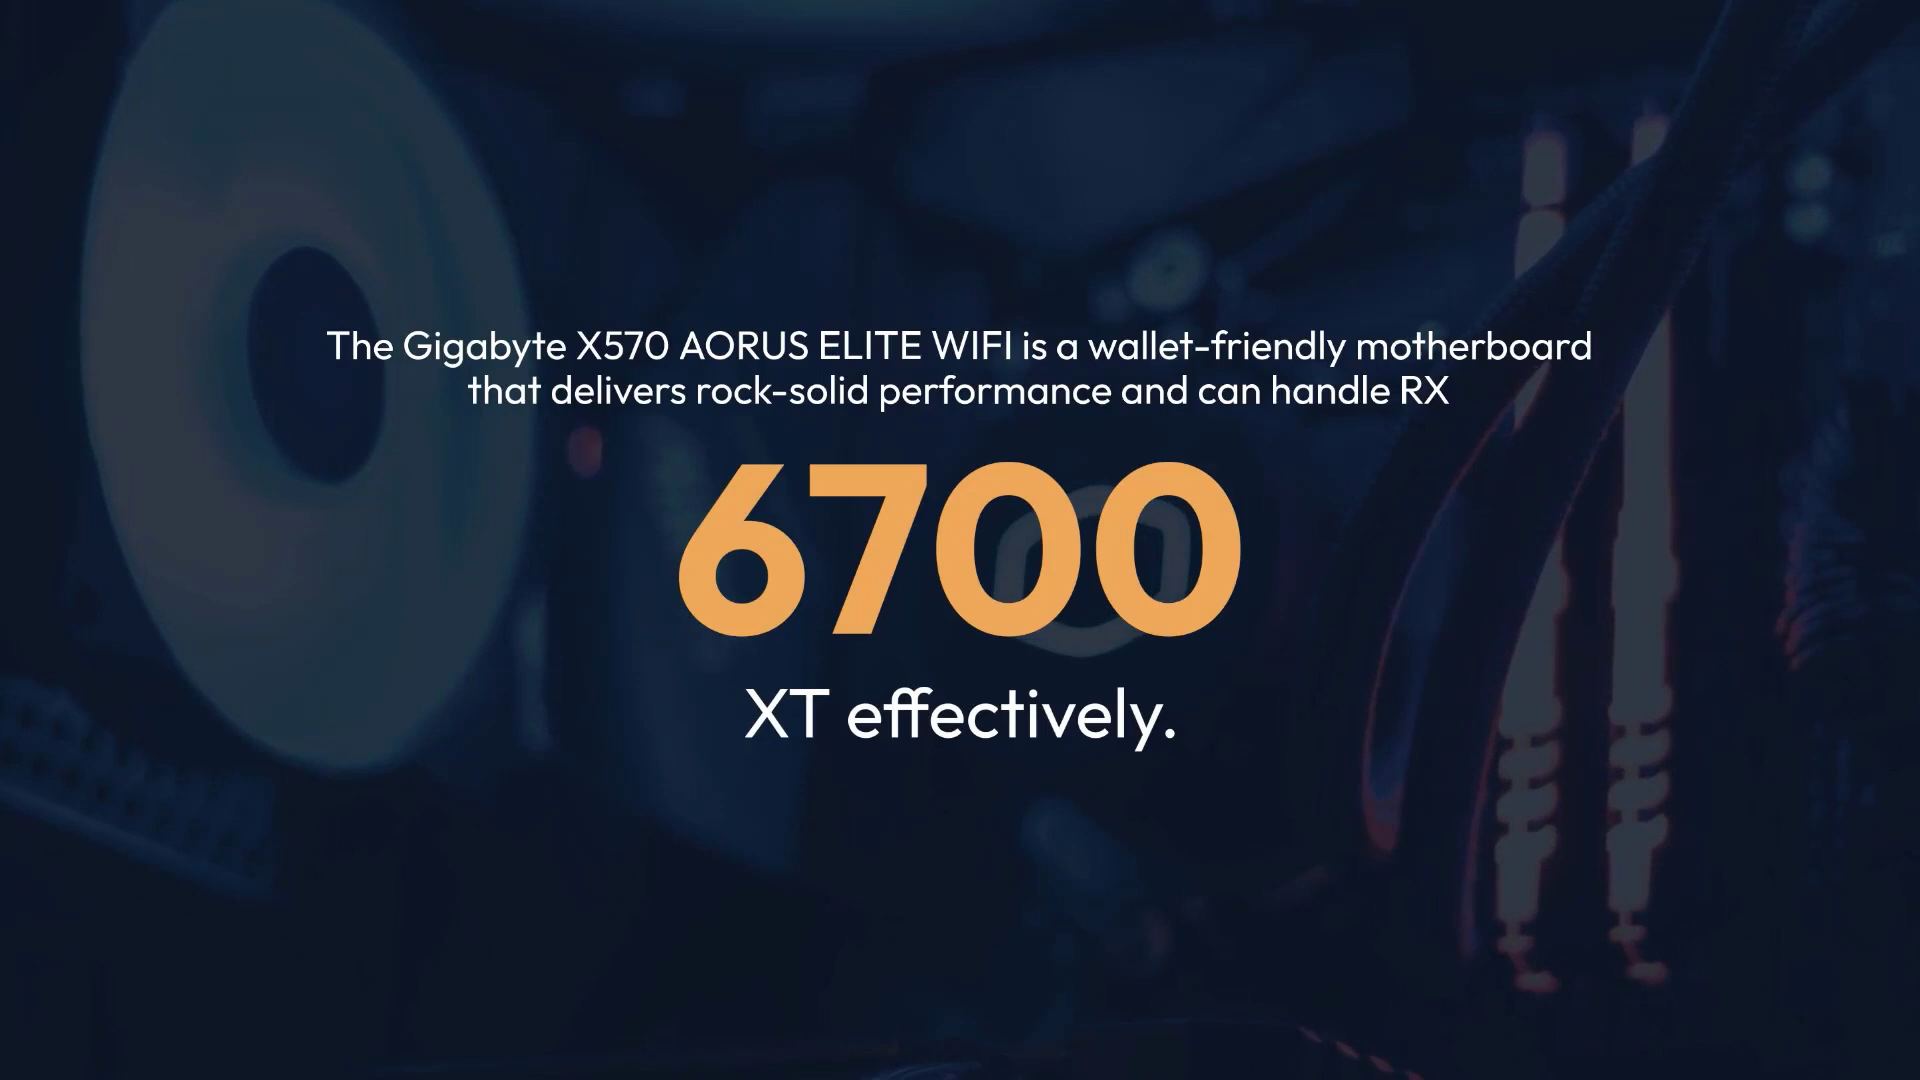 The Gigabyte X570 AORUS ELITE WIFI is a wallet-friendly motherboard
that delivers rock-solid performance and can handle RX
6700
XT effectively.